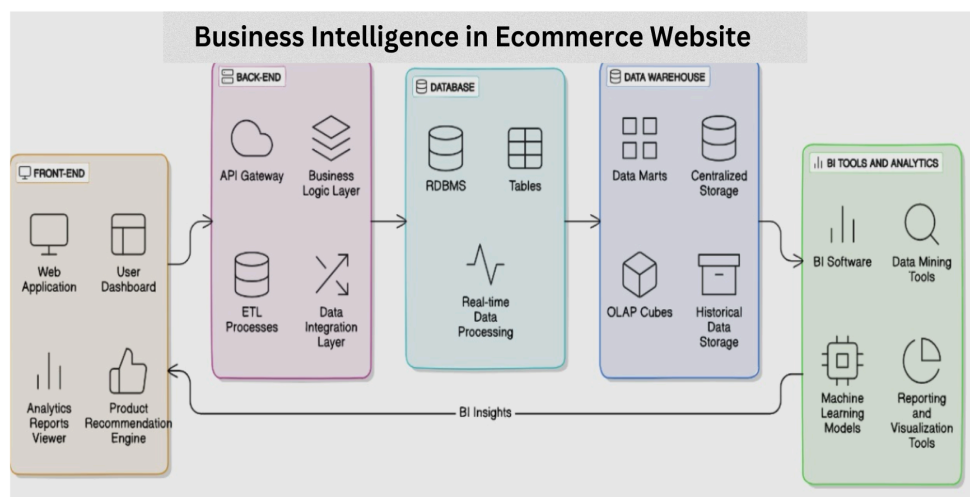 Business Intelligence in Ecommerce Website
FRONT-END
Web
Application
User
Dashboard
Analytics
Reports
Viewer
Product
Recommendation
Engine
BACK-END
API Gateway
Business
Logic Layer
ETL
Processes
Data
Integration
Layer
DATABASE
RDBMS
Tables
Real-time
Data
Processing
DATA WAREHOUSE
Data Marts
Centralized
Storage
OLAP Cubes
Historical
Data
Storage
BI TOOLS AND ANALYTICS
BI Software
Data Mining
Tools
Machine
Learning
Models
Reporting
and
Visualization
Tools
BI Insights